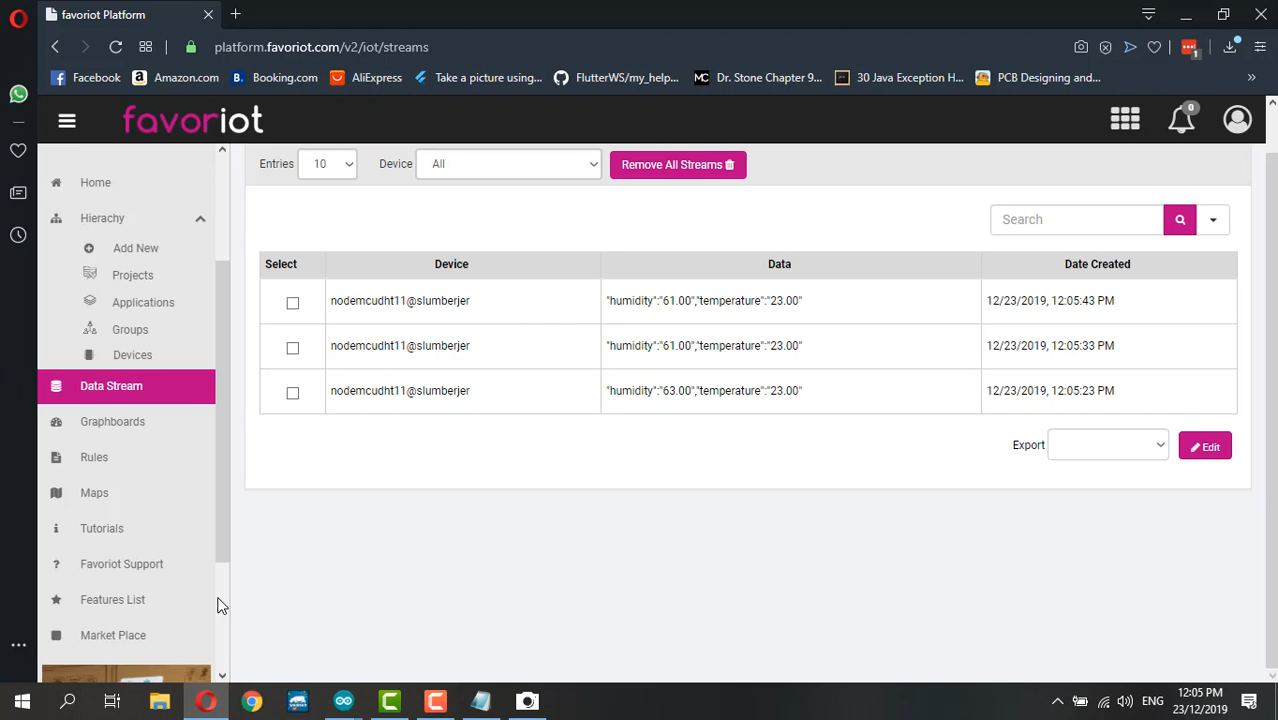 favoriot Platform
platform.favoriot.com/v2/iot/streams
1
Facebook
Amazon.com
Booking.com
AliExpress
Take a picture using...
FlutterWS/my_help...
Dr. Stone Chapter 9...
30 Java Exception H...
PCB Designing and...
favoriot
0
Home
Hierachy
Add New
Projects
Applications
Groups
Devices
Data Stream
Graphboards
Rules
Maps
Tutorials
Favoriot Support
Features List
Market Place
Entries 10 Device All Remove All Streams
Search
Select Device Data Date Created
nodemcudht11@slumberjer "humidity":"61.00","temperature":"23.00" 12/23/2019, 12:05:43 PM
nodemcudht11@slumberjer "humidity":"61.00","temperature":"23.00" 12/23/2019, 12:05:33 PM
nodemcudht11@slumberjer "humidity":"63.00","temperature":"23.00" 12/23/2019, 12:05:23 PM
Export Edit
ENG
12:05 PM
23/12/2019